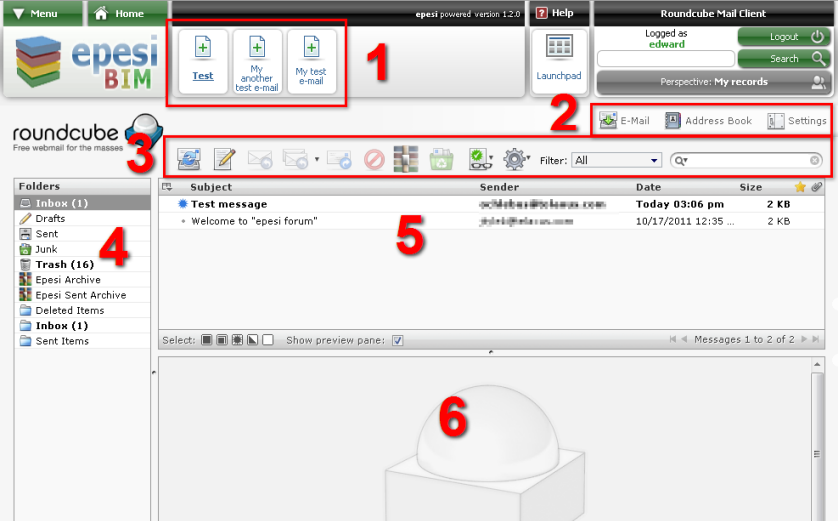 Menu Home epesi powered version 1.2.0 ? Help Roundcube Mail Client
Logged as
edward
Logout
Search
Perspective: My records
epesi
BIM
Test
My
another
test e-mail
My test
e-mail
1
Launchpad
2
E-Mail Address Book Settings
roundcube
Free webmail for the masses
3
Filter: All
Folders
Inbox (1)
Drafts
Sent
Junk
Trash (16)
Epesi Archive
Epesi Sent Archive
Deleted Items
Inbox (1)
Sent Items
4
Subject Sender Date Size
Test message Today 03:06 pm 2 KB
Welcome to "epesi forum" 10/17/2011 12:35 ... 2 KB
5
Select: Show preview pane: Messages 1 to 2 of 2
6